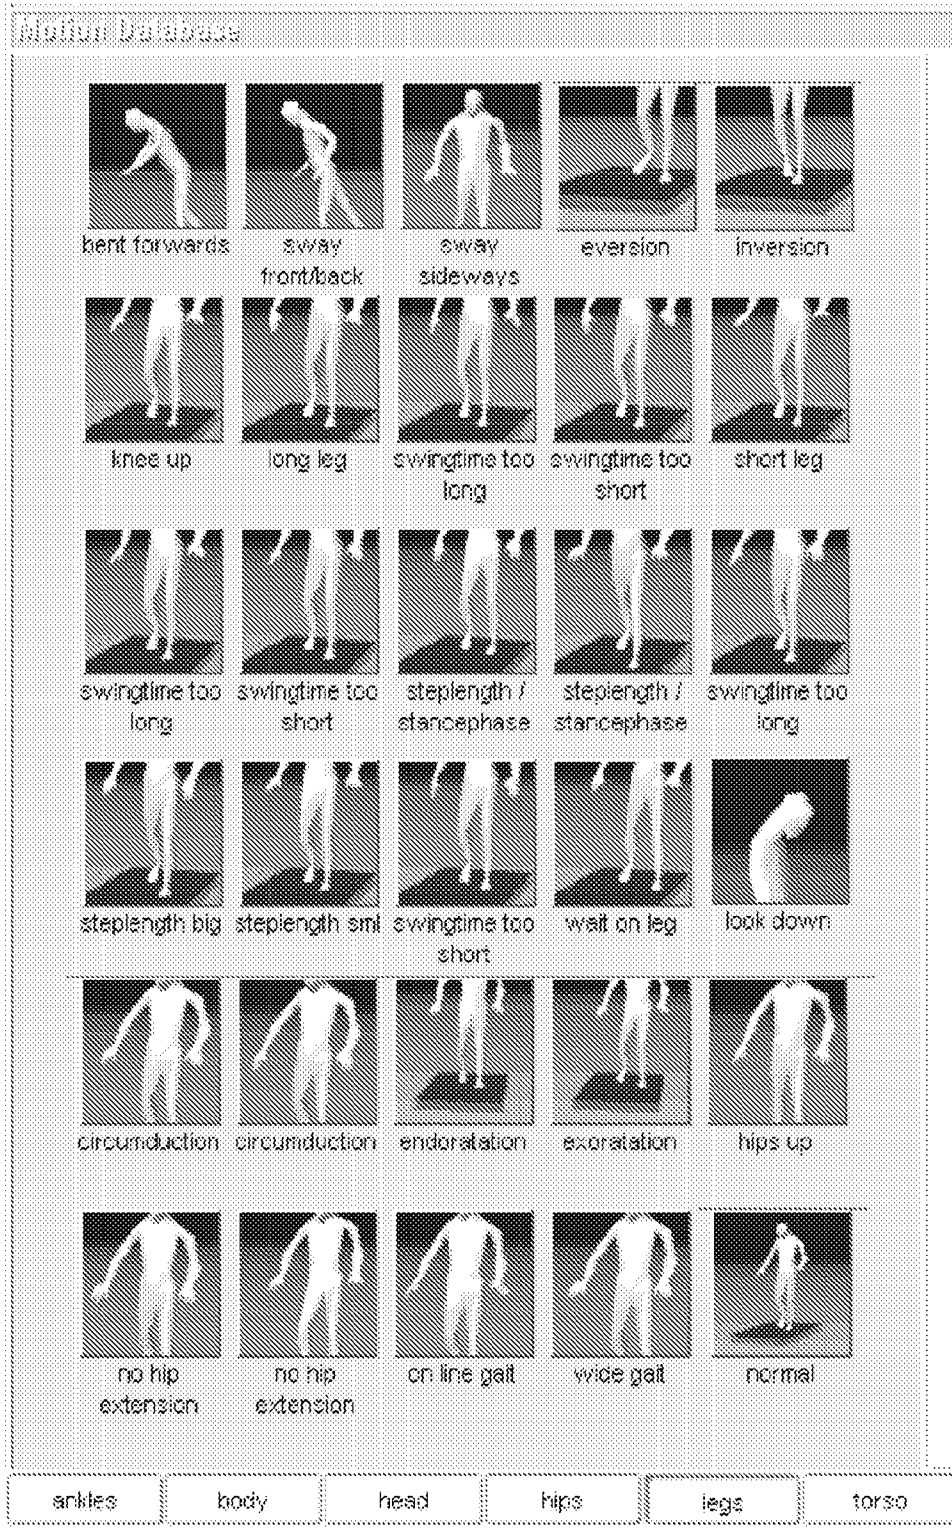 Motion Database
bent forwards sway sway eversion inversion
front/back sideways
knee up long leg swingtime too swingtime too short leg
long short
swingtime too swingtime too steplength / steplength / swingtime too
long short stancephase stancephase long
steplength big steplength sml swingtime too wait on leg look down
short
circumduction circumduction endoratation exoratation hips up
no hip no hip on line gait wide gait normal
extension extension
ankles body head hips legs torso